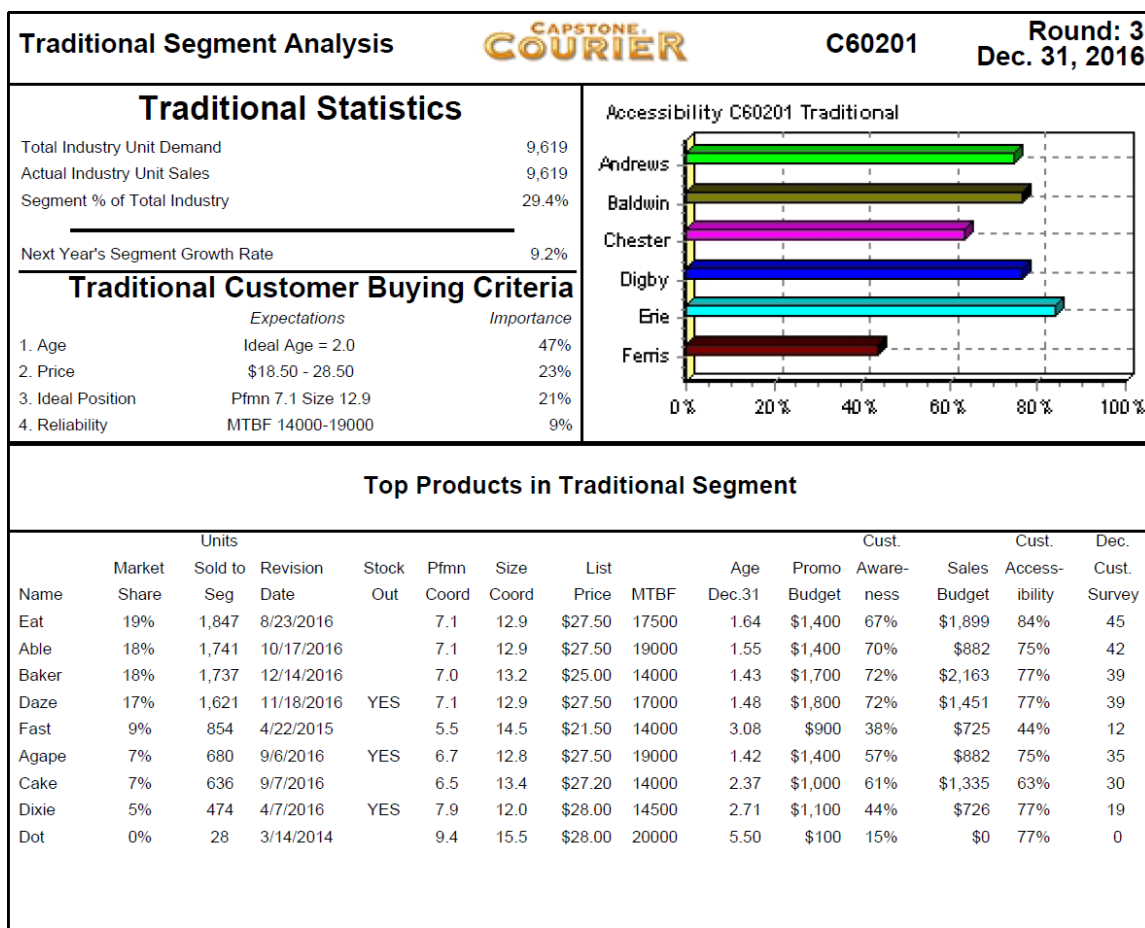 Traditional Segment Analysis
CAPSTONE
COURIER
C60201
Round: 3
Dec. 31, 2016
Traditional Statistics
Total Industry Unit Demand 9,619
Actual Industry Unit Sales 9,619
Segment % of Total Industry 29.4%
Next Year's Segment Growth Rate 9.2%
Traditional Customer Buying Criteria
Expectations Importance
1. Age Ideal Age = 2.0 47%
2. Price $18.50 - 28.50 23%
3. Ideal Position Pfmn 7.1 Size 12.9 21%
4. Reliability MTBF 14000-19000 9%
Accessibility C60201 Traditional
Andrews
Baldwin
Chester
Digby
Erie
Ferris
0 % 20 % 40 % 60 % 80 % 100 %
Top Products in Traditional Segment
Units Cust. Cust. Dec.
Market Sold to Revision Stock Pfmn Size List Age Promo Aware- Sales Access- Cust.
Name Share Seg Date Out Coord Coord Price MTBF Dec.31 Budget ness Budget ibility Survey
Eat 19% 1,847 8/23/2016 7.1 12.9 $27.50 17500 1.64 $1,400 67% $1,899 84% 45
Able 18% 1,741 10/17/2016 7.1 12.9 $27.50 19000 1.55 $1,400 70% $882 75% 42
Baker 18% 1,737 12/14/2016 7.0 13.2 $25.00 14000 1.43 $1,700 72% $2,163 77% 39
Daze 17% 1,621 11/18/2016 YES 7.1 12.9 $27.50 17000 1.48 $1,800 72% $1,451 77% 39
Fast 9% 854 4/22/2015 5.5 14.5 $21.50 14000 3.08 $900 38% $725 44% 12
Agape 7% 680 9/6/2016 YES 6.7 12.8 $27.50 19000 1.42 $1,400 57% $882 75% 35
Cake 7% 636 9/7/2016 6.5 13.4 $27.20 14000 2.37 $1,000 61% $1,335 63% 30
Dixie 5% 474 4/7/2016 YES 7.9 12.0 $28.00 14500 2.71 $1,100 44% $726 77% 19
Dot 0% 28 3/14/2014 9.4 15.5 $28.00 20000 5.50 $100 15% $0 77% 0